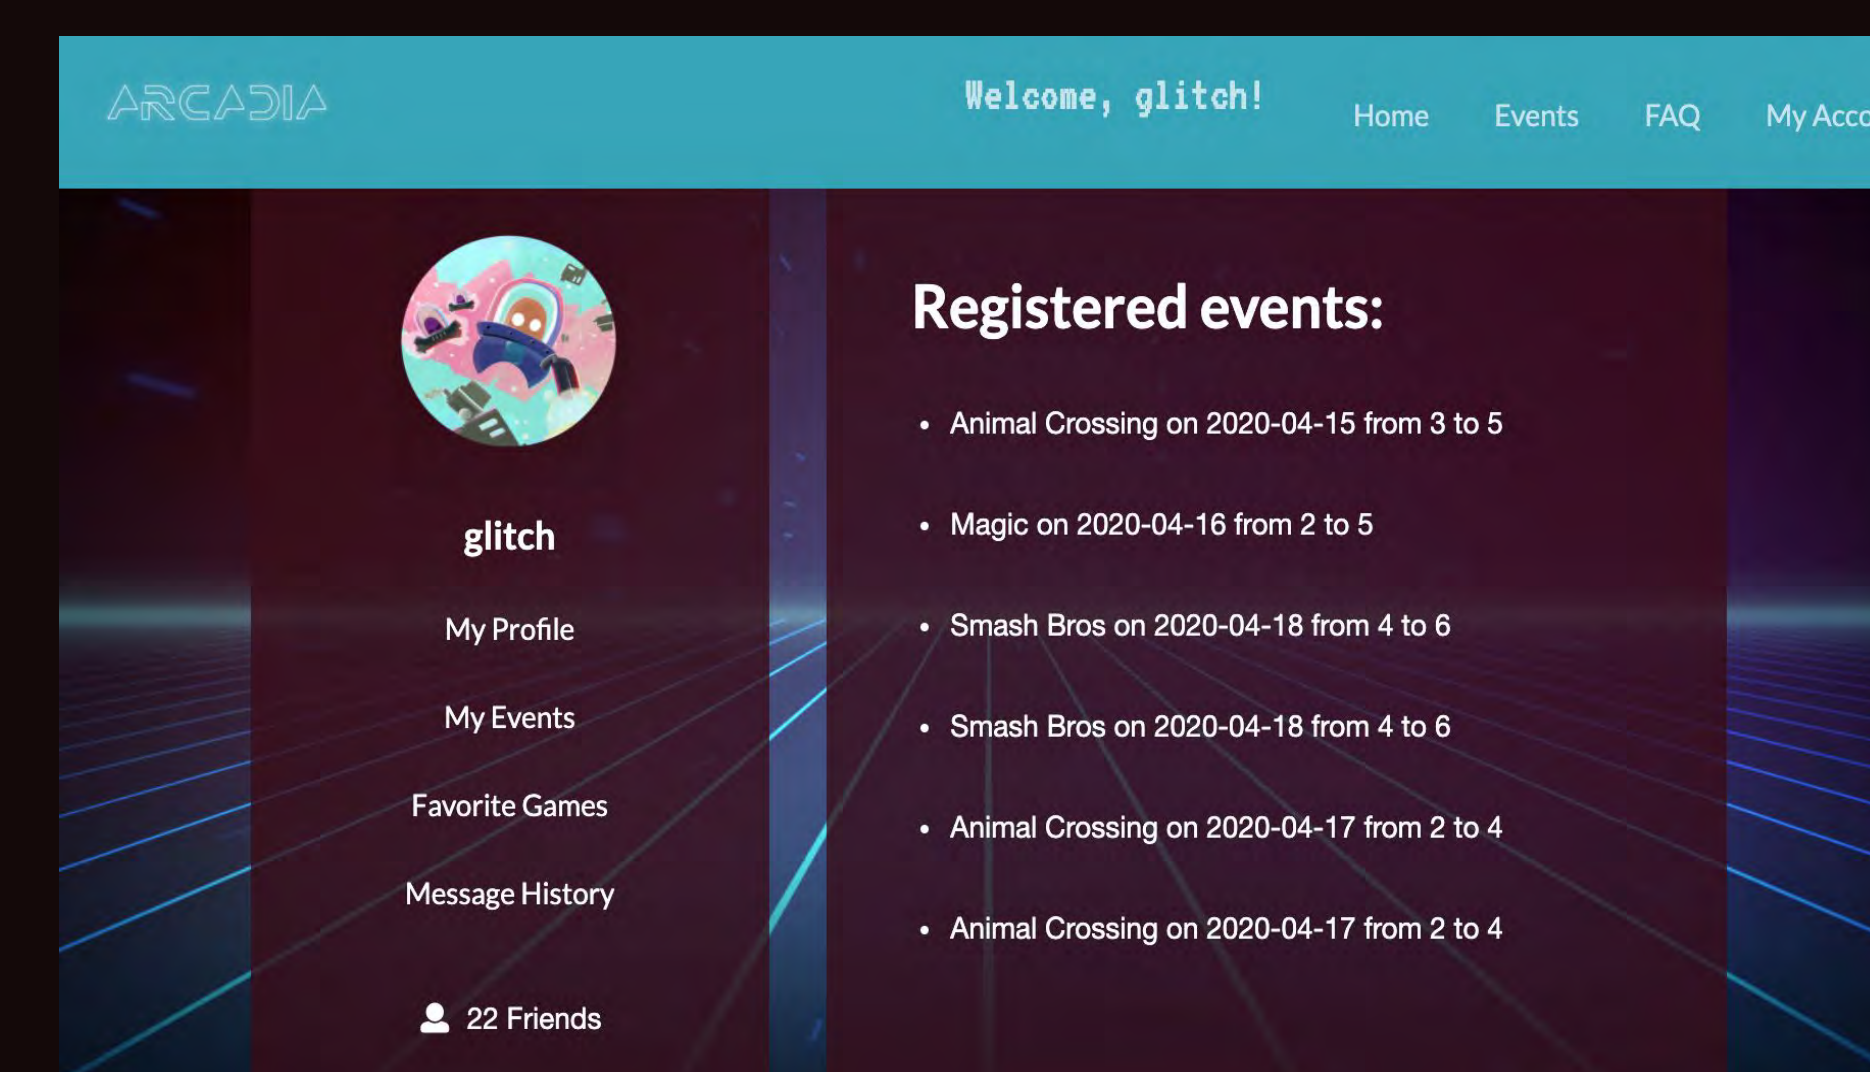 ARCADIA
Welcome, glitch!
Home
Events
FAQ
My Acco
glitch
My Profile
My Events
Favorite Games
Message History
22 Friends
Registered events:
• Animal Crossing on 2020-04-15 from 3 to 5
• Magic on 2020-04-16 from 2 to 5
• Smash Bros on 2020-04-18 from 4 to 6
• Smash Bros on 2020-04-18 from 4 to 6
• Animal Crossing on 2020-04-17 from 2 to 4
• Animal Crossing on 2020-04-17 from 2 to 4